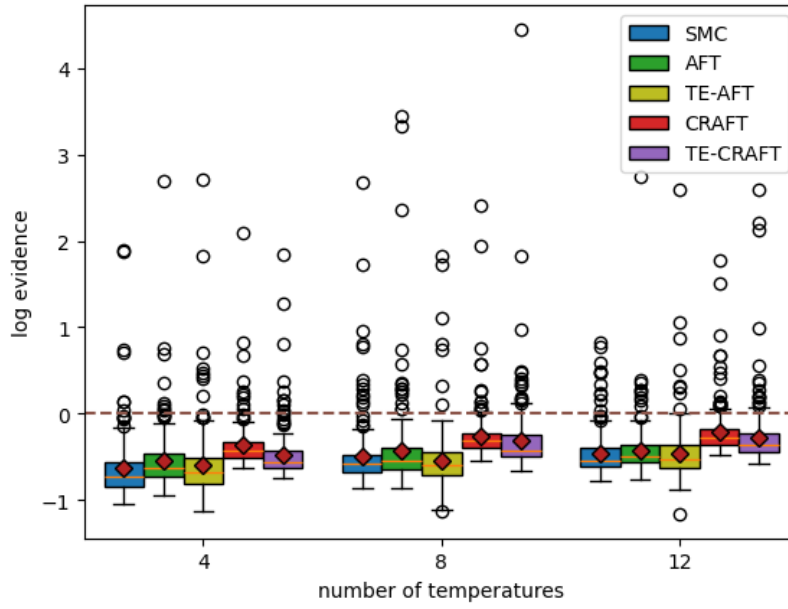 SMC
AFT
TE-AFT
CRAFT
TE-CRAFT
4
3
2
1
0
−1
log evidence
4
8
12
number of temperatures